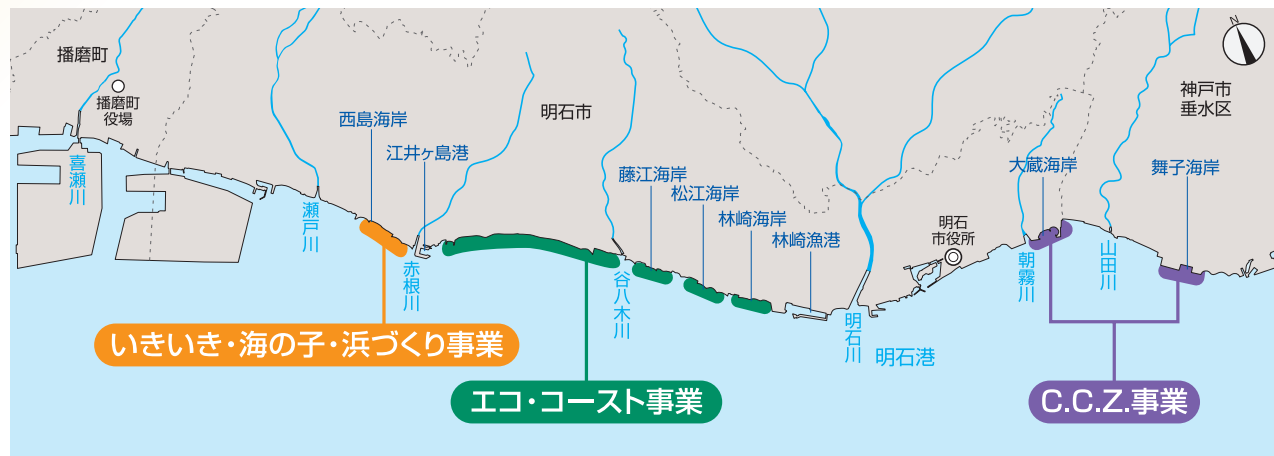 播磨町
播磨町
役場
喜瀬川
瀬戸川
西島海岸
江井ヶ島港
赤根川
明石市
谷八木川
藤江海岸
松江海岸
林崎海岸
林崎漁港
明石川
明石港
明石
市役所
朝霧川
大蔵海岸
山田川
舞子海岸
神戸市
垂水区
N
いきいき・海の子・浜づくり事業
エコ・コースト事業
C.C.Z.事業